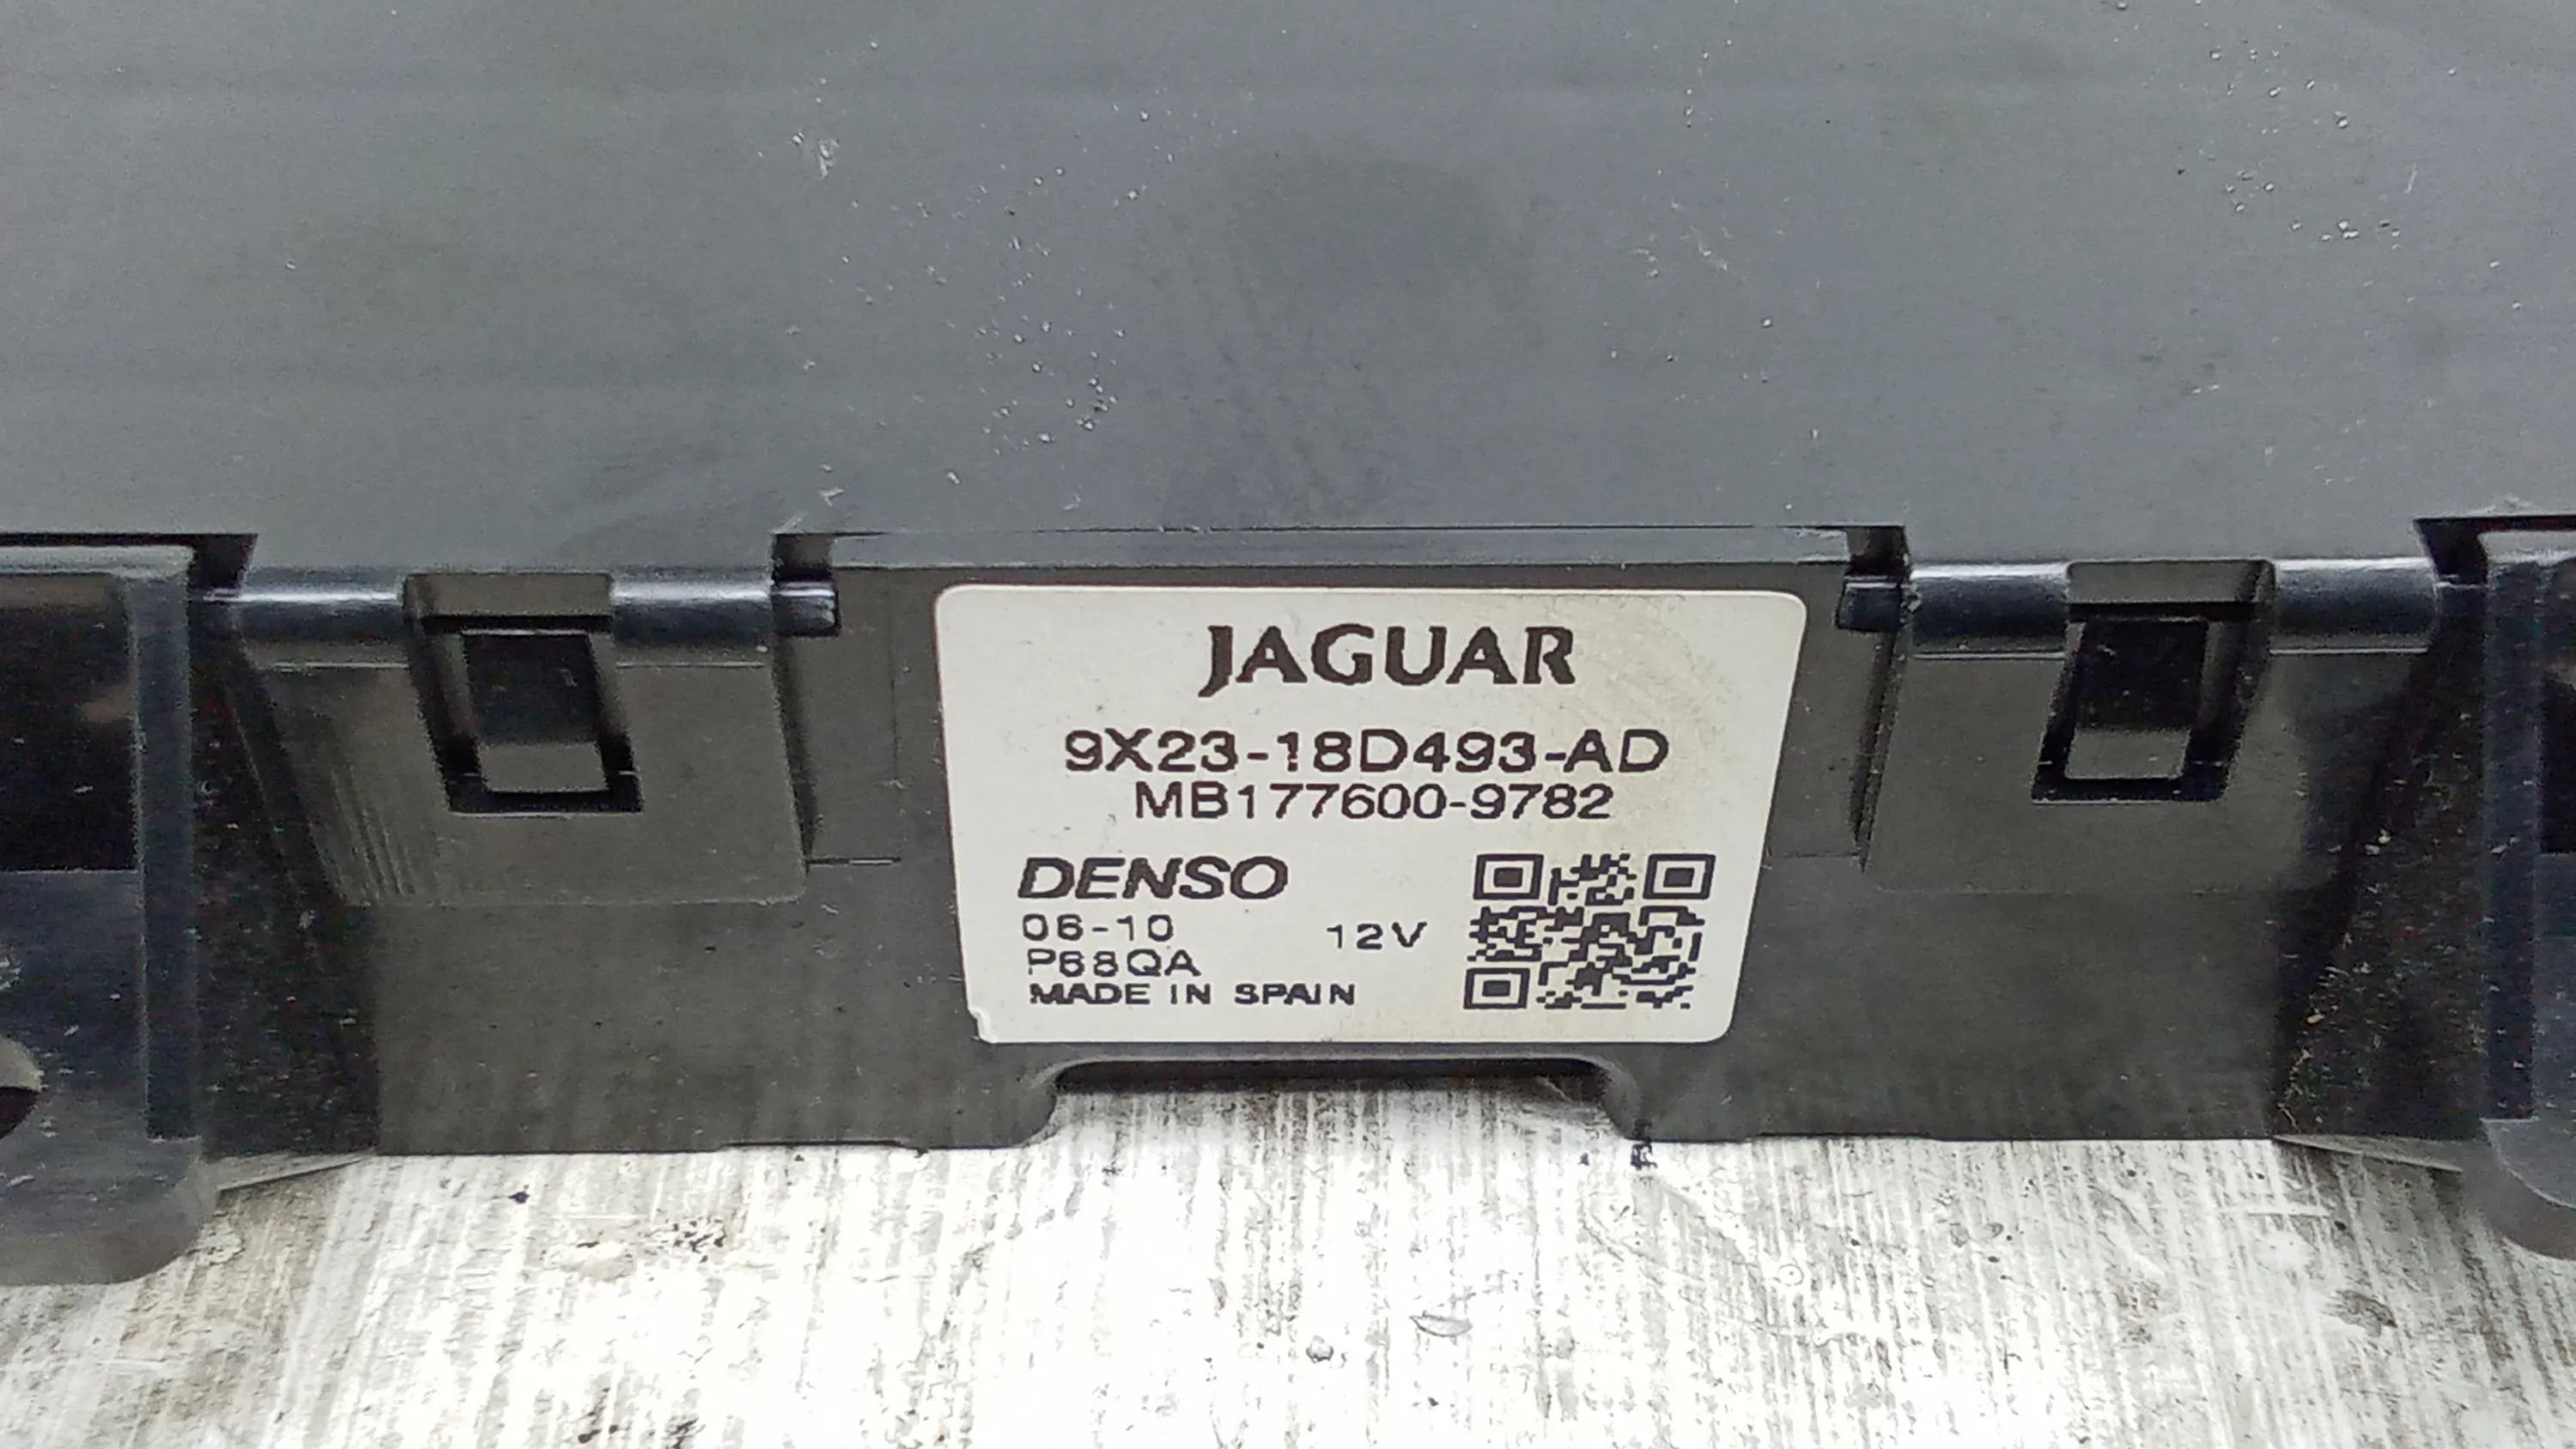 JAGUAR
9X23-18D493-AD
MB177600-9782
DENSO
06-10 12V
P68QA
MADE IN SPAIN